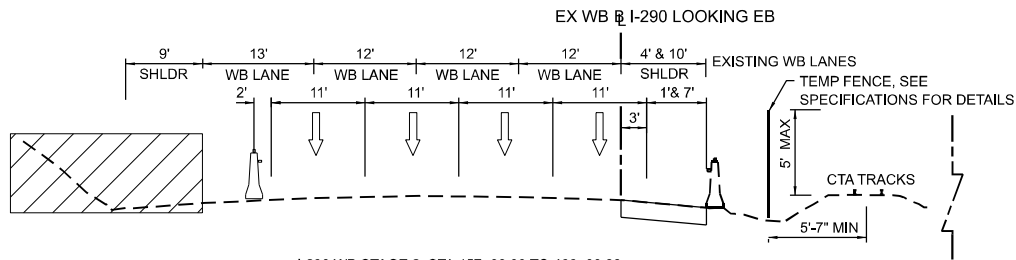 EX WB B I-290 LOOKING EB
9' 13' 12' 12' 12' 4' & 10'
SHLDR WB LANE WB LANE WB LANE WB LANE SHLDR
EXISTING WB LANES
2' 11' 11' 11' 11' 1'& 7'
3'
TEMP FENCE, SEE
SPECIFICATIONS FOR DETAILS
5' MAX
CTA TRACKS
5'-7" MIN